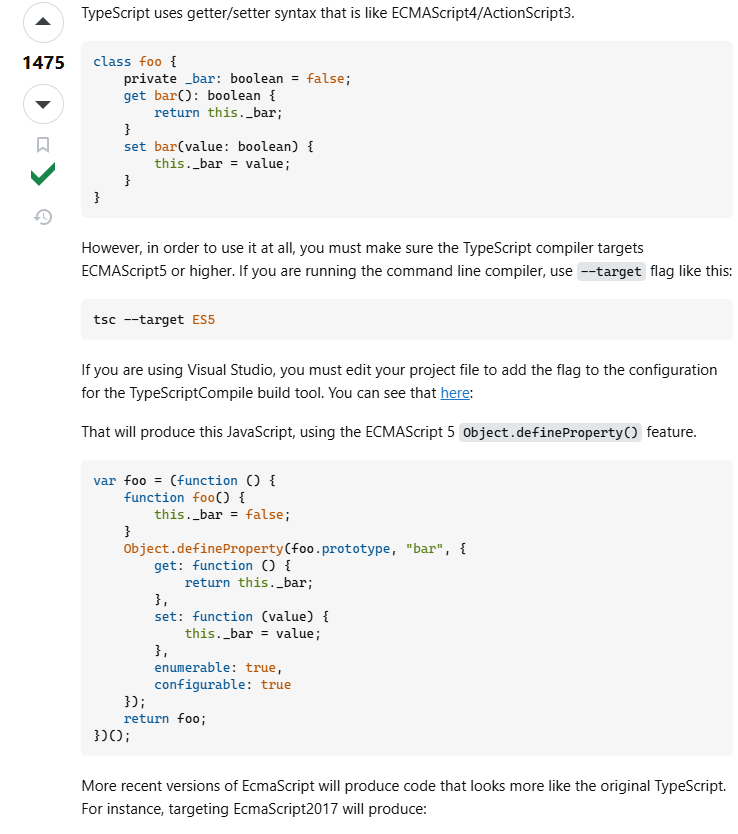 TypeScript uses getter/setter syntax that is like ECMAScript4/ActionScript3.
1475
class foo {
    private _bar: boolean = false;
    get bar(): boolean {
        return this._bar;
    }
    set bar(value: boolean) {
        this._bar = value;
    }
}
However, in order to use it at all, you must make sure the TypeScript compiler targets
ECMAScript5 or higher. If you are running the command line compiler, use --target flag like this:
tsc --target ES5
If you are using Visual Studio, you must edit your project file to add the flag to the configuration
for the TypeScriptCompile build tool. You can see that here:
That will produce this JavaScript, using the ECMAScript 5 Object.defineProperty() feature.
var foo = (function () {
    function foo() {
        this._bar = false;
    }
    Object.defineProperty(foo.prototype, "bar", {
        get: function () {
            return this._bar;
        },
        set: function (value) {
            this._bar = value;
        },
        enumerable: true,
        configurable: true
    });
    return foo;
})();
More recent versions of EcmaScript will produce code that looks more like the original TypeScript.
For instance, targeting EcmaScript2017 will produce: